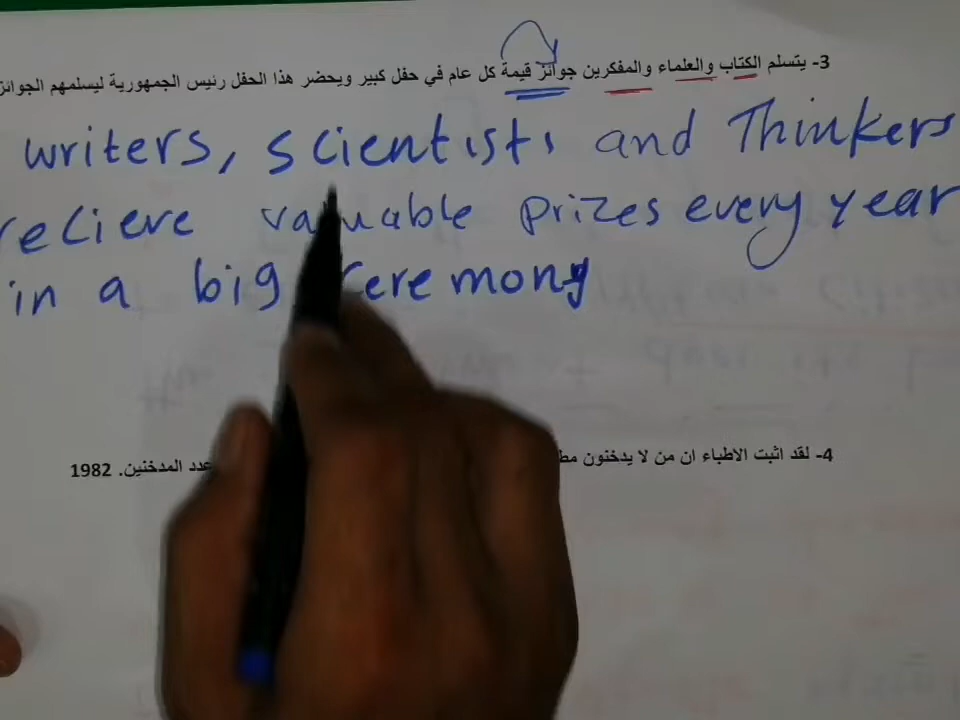 3- يتسلم الكتاب والعلماء والمفكرين جوائز قيمة كل عام في حفل كبير ويحضر هذا الحفل رئيس الجمهورية ليسلمهم الجوائز
writers, scientists and Thinkers
recieve valuable prizes every year
in a big ceremony
4- لقد اثبت الاطباء ان من لا يدخنون عدد المدخنين. 1982